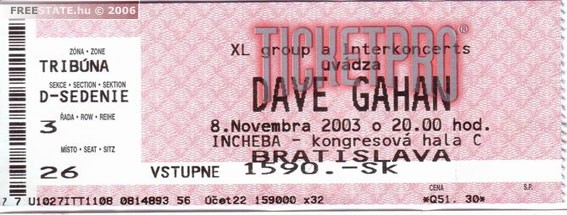 FREESTATE.hu © 2006
ZÓNA • ZONE
TRIBÚNA
SEKCE • SECTION • SEKTION
D-SEDENIE
ŘADA • ROW • REIHE
3
MÍSTO • SEAT • SITZ
26
TICKETPRO®
XL group a Interkoncerts
uvádza
DAVE GAHAN
8.Novembra 2003 o 20.00 hod.
INCHEBA - kongresová hala C
BRATISLAVA
VSTUPNE 1590.-SK
CENA
S.P.
7 7 U1027ITT1108 0814893 56 Účet22 159000 x32 *Q51. 30*